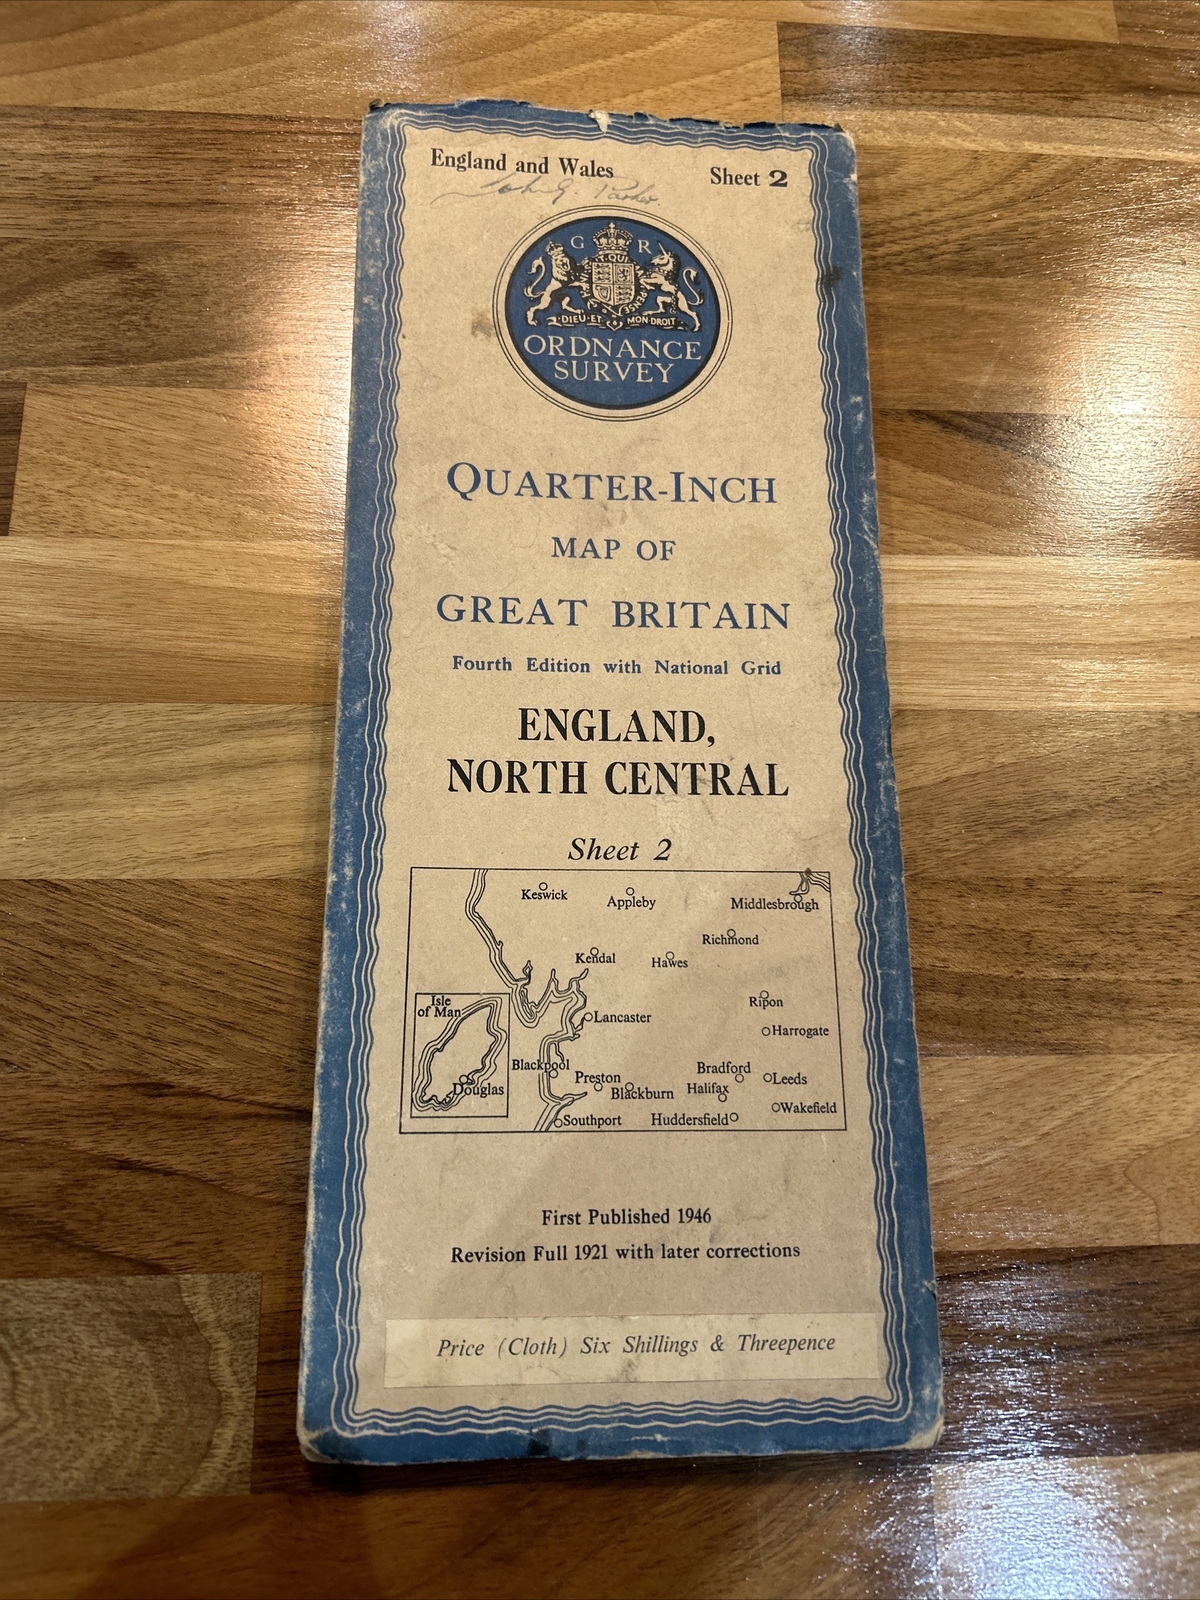 England and Wales Sheet 2
John G. Parker.
G R
DIEU·ET MON·DROIT
ORDNANCE
SURVEY
QUARTER-INCH
MAP OF
GREAT BRITAIN
Fourth Edition with National Grid
ENGLAND,
NORTH CENTRAL
Sheet 2
Keswick Appleby Middlesbrough
Richmond
Kendal Hawes
Isle
of Man
Ripon
Lancaster
Harrogate
Blackpool
Preston
Bradford
Leeds
Douglas
Blackburn
Halifax
Wakefield
Southport
Huddersfield
First Published 1946
Revision Full 1921 with later corrections
Price (Cloth) Six Shillings & Threepence